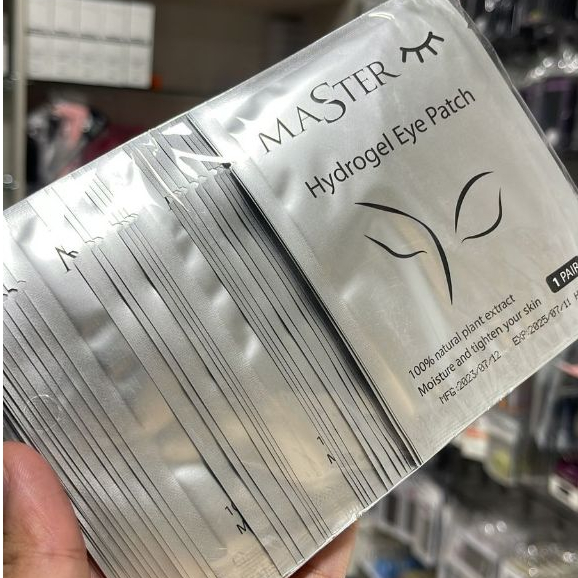 MASTER
Hydrogel Eye Patch
1 PAIR
100% natural plant extract
Moisture and tighten your skin
MFG:2023/07/12 EXP:2025/07/11